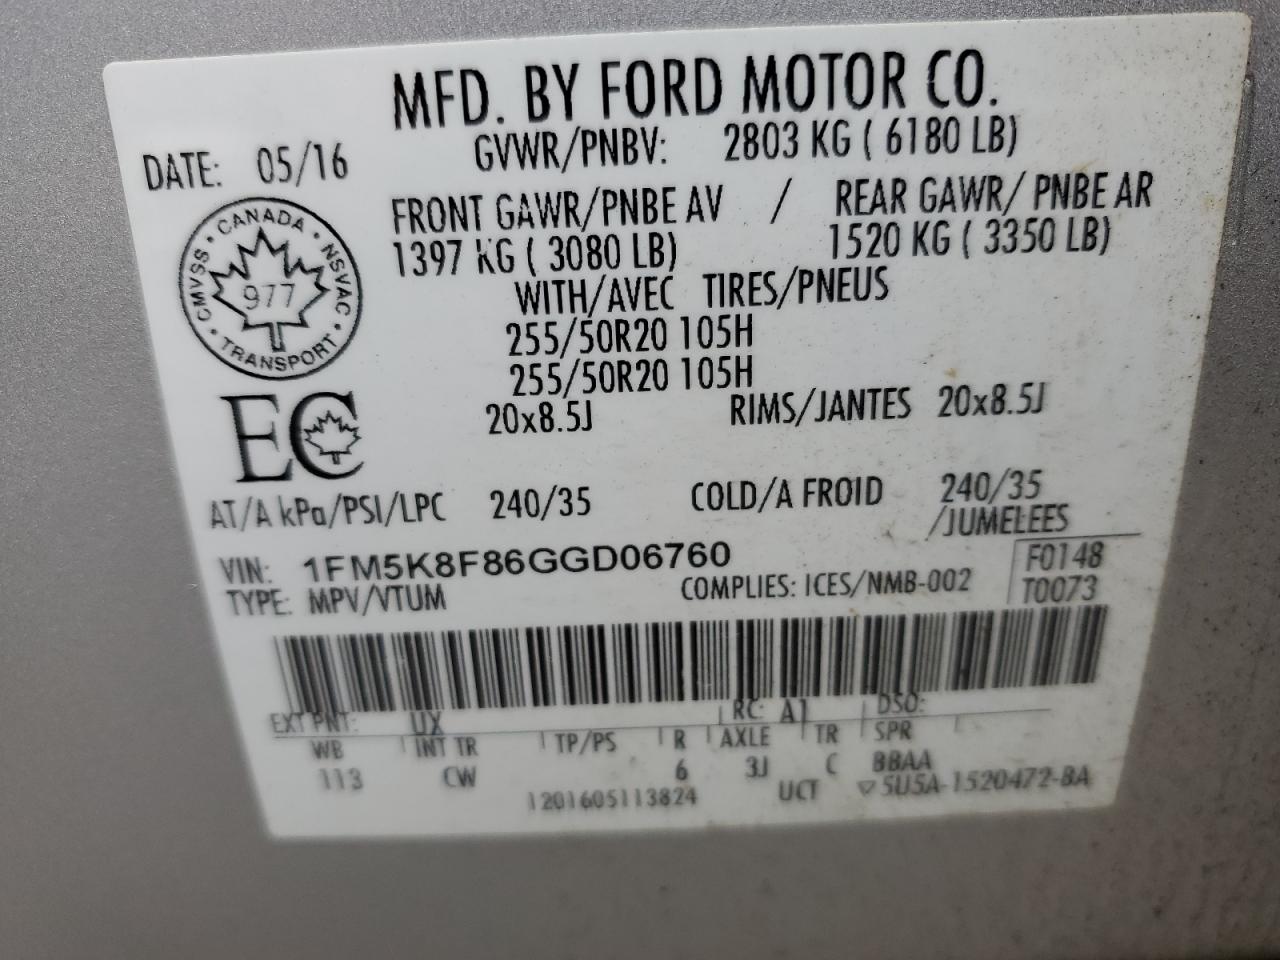 MFD. BY FORD MOTOR CO.
DATE: 05/16
GVWR/PNBV: 2803 KG ( 6180 LB)
FRONT GAWR/PNBE AV / REAR GAWR/ PNBE AR
1397 KG ( 3080 LB) 1520 KG ( 3350 LB)
WITH/AVEC TIRES/PNEUS
255/50R20 105H
255/50R20 105H
20x8.5J RIMS/JANTES 20x8.5J
CMVSS • CANADA • NSVAC • TRANSPORT •
977
EC
AT/A kPa/PSI/LPC 240/35 COLD/A FROID 240/35
/JUMELEES
VIN: 1FM5K8F86GGD06760
TYPE: MPV/VTUM COMPLIES: ICES/NMB-002
F0148
T0073
EXT PNT: UX RC: A1 DSO:
WB INT TR TP/PS R AXLE TR SPR
113 CW 6 3J C BBAA
1201605113824 UCT ▽5U5A-1520472-BA